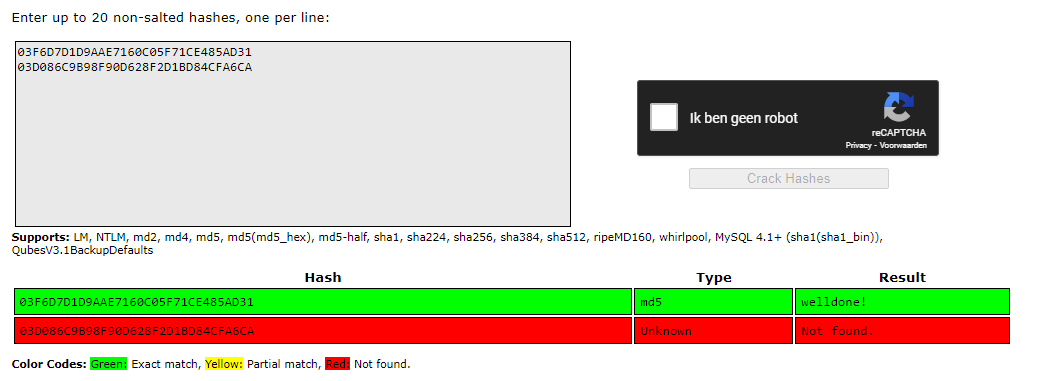 Enter up to 20 non-salted hashes, one per line:
03F6D7D1D9AAE7160C05F71CE485AD31
03D086C9B98F90D628F2D1BD84CFA6CA
Ik ben geen robot
reCAPTCHA
Privacy - Voorwaarden
Crack Hashes
Supports: LM, NTLM, md2, md4, md5, md5(md5_hex), md5-half, sha1, sha224, sha256, sha384, sha512, ripeMD160, whirlpool, MySQL 4.1+ (sha1(sha1_bin)),
QubesV3.1BackupDefaults
Hash Type Result
03F6D7D1D9AAE7160C05F71CE485AD31 md5 welldone!
03D086C9B98F90D628F2D1BD84CFA6CA Unknown Not found.
Color Codes: Green: Exact match, Yellow: Partial match, Red: Not found.